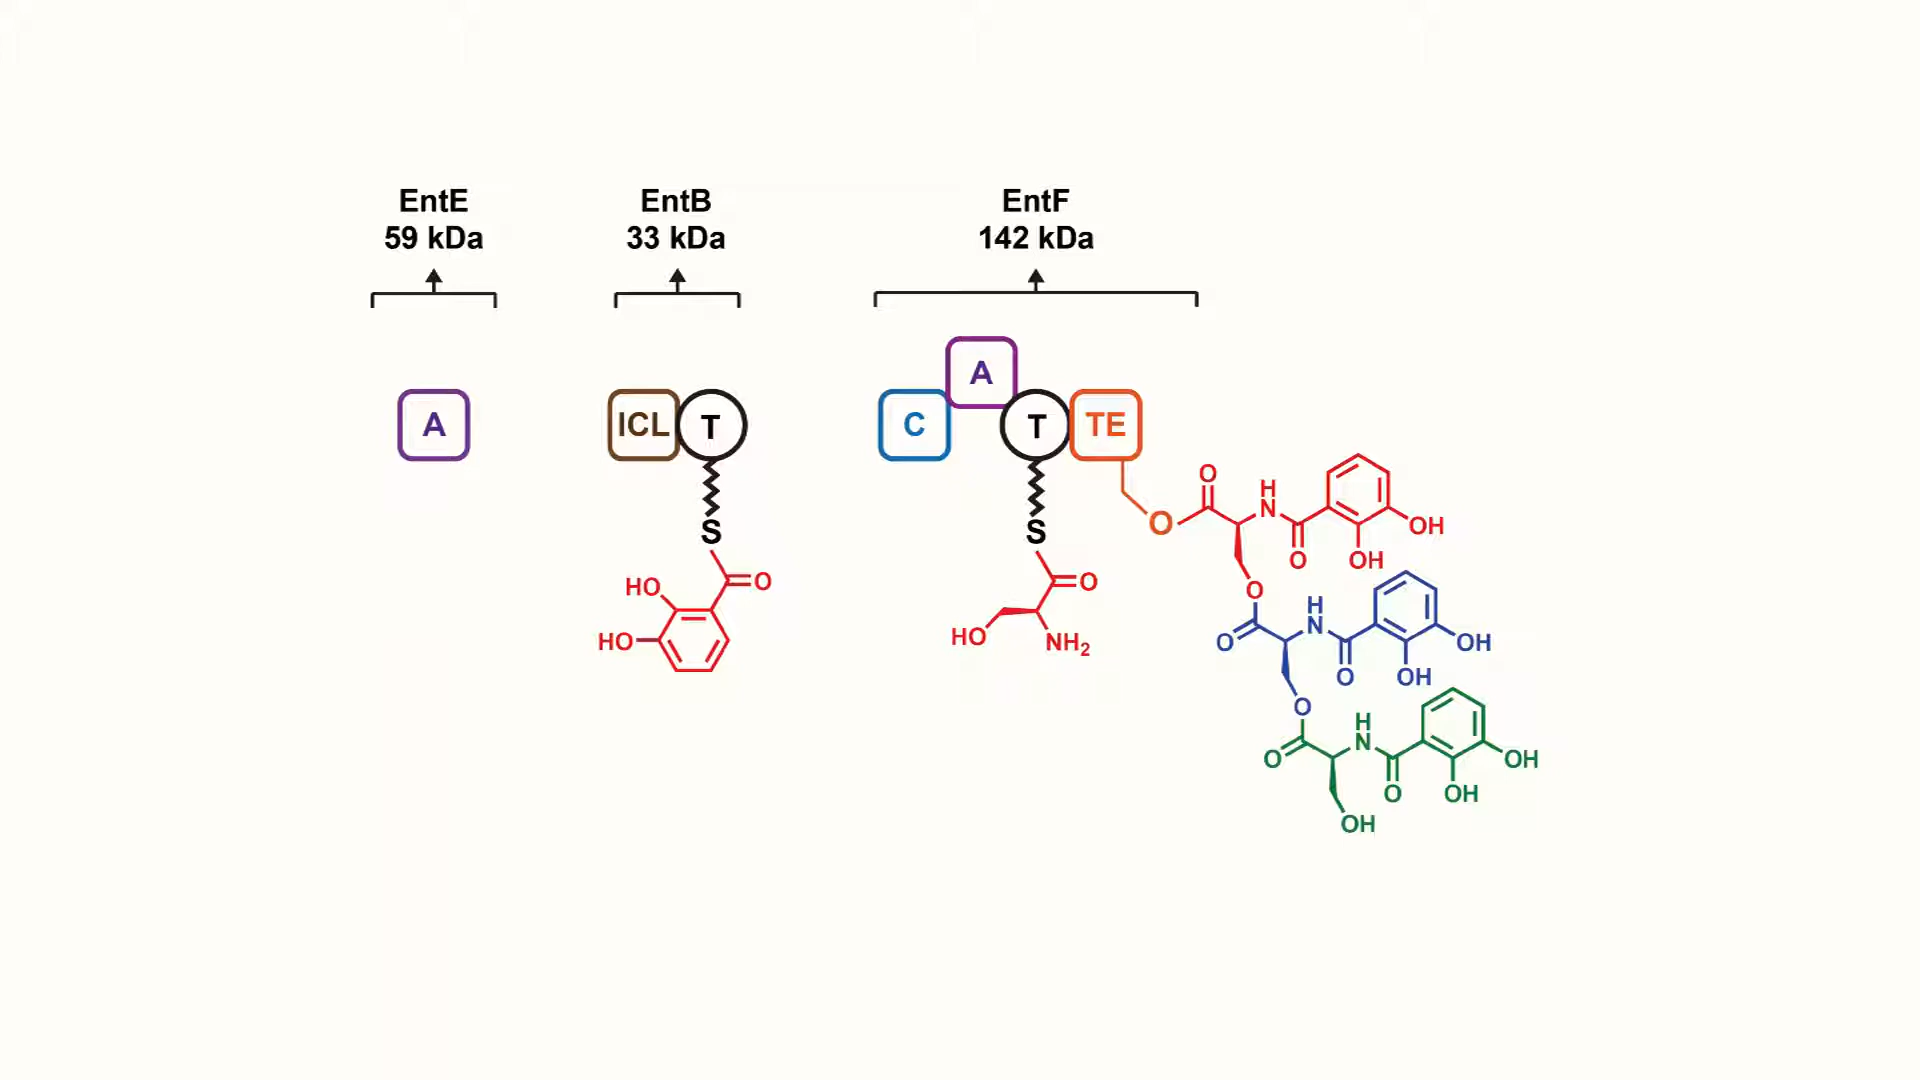 EntE
59 kDa
EntB
33 kDa
EntF
142 kDa
A
ICL
T
C
A
T
TE
S
HO
HO
O
S
O
HO
NH₂
O
O
H
N
O
OH
OH
O
O
H
N
O
OH
OH
O
O
H
N
O
OH
OH
OH